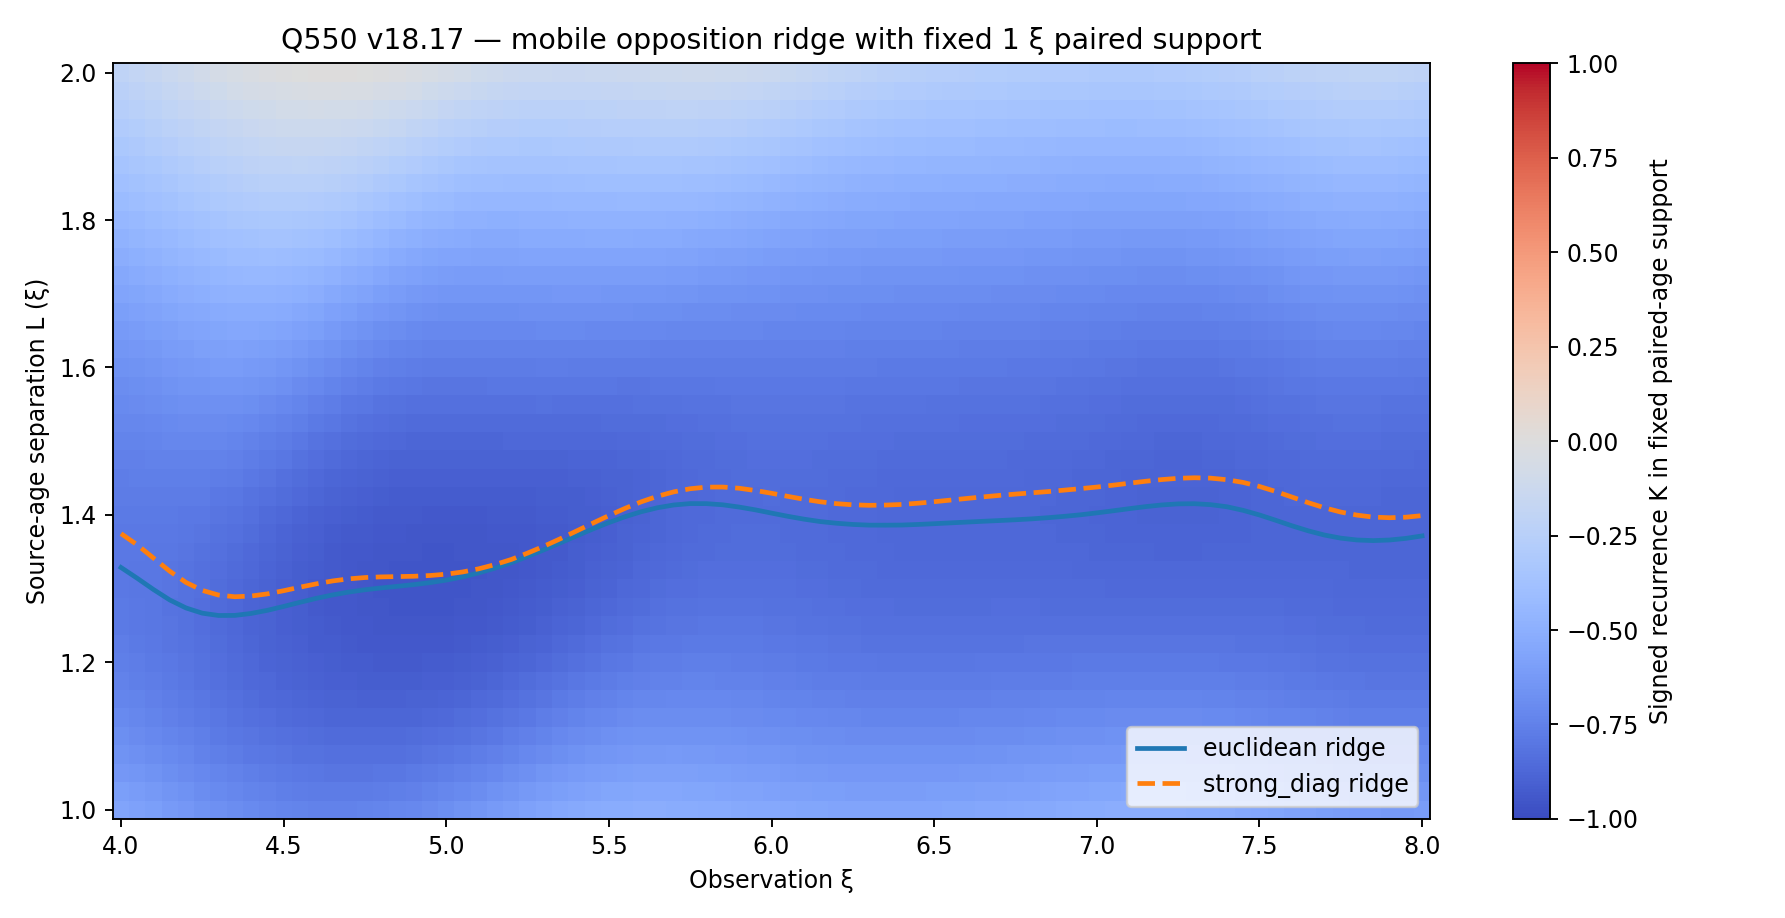 Q550 v18.17 — mobile opposition ridge with fixed 1 ξ paired support
Source-age separation L (ξ)
2.0
1.8
1.6
1.4
1.2
1.0
4.0 4.5 5.0 5.5 6.0 6.5 7.0 7.5 8.0
Observation ξ
euclidean ridge
strong_diag ridge
1.00
0.75
0.50
0.25
0.00
−0.25
−0.50
−0.75
−1.00
Signed recurrence K in fixed paired-age support